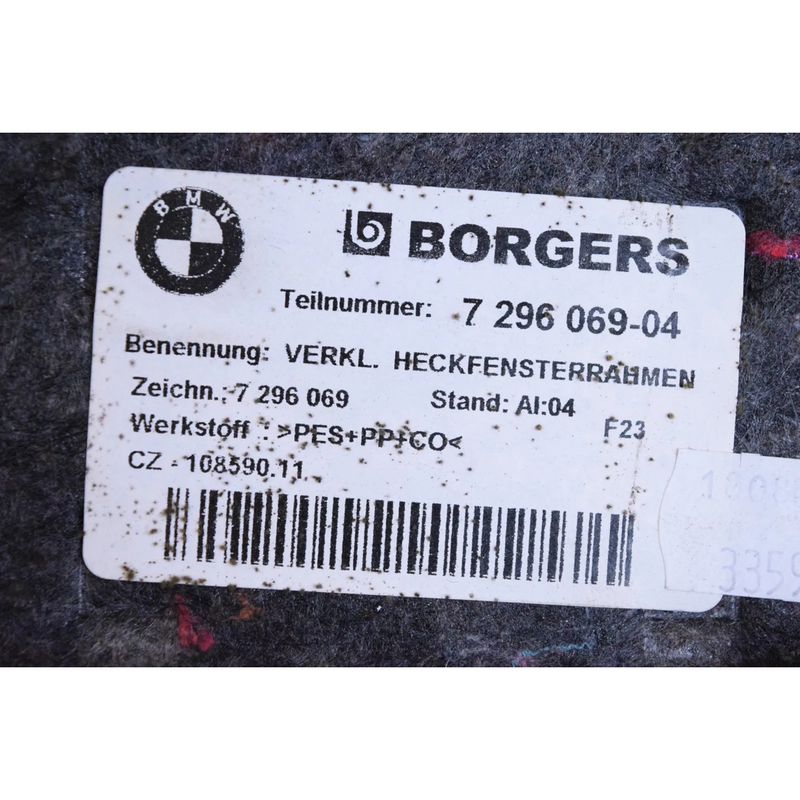 BMW
BORGERS
Teilnummer: 7 296 069-04
Benennung: VERKL. HECKFENSTERRAHMEN
Zeichn.: 7 296 069 Stand: AI:04
Werkstoff : >PES+PP+CO< F23
CZ - 108590.11
3359